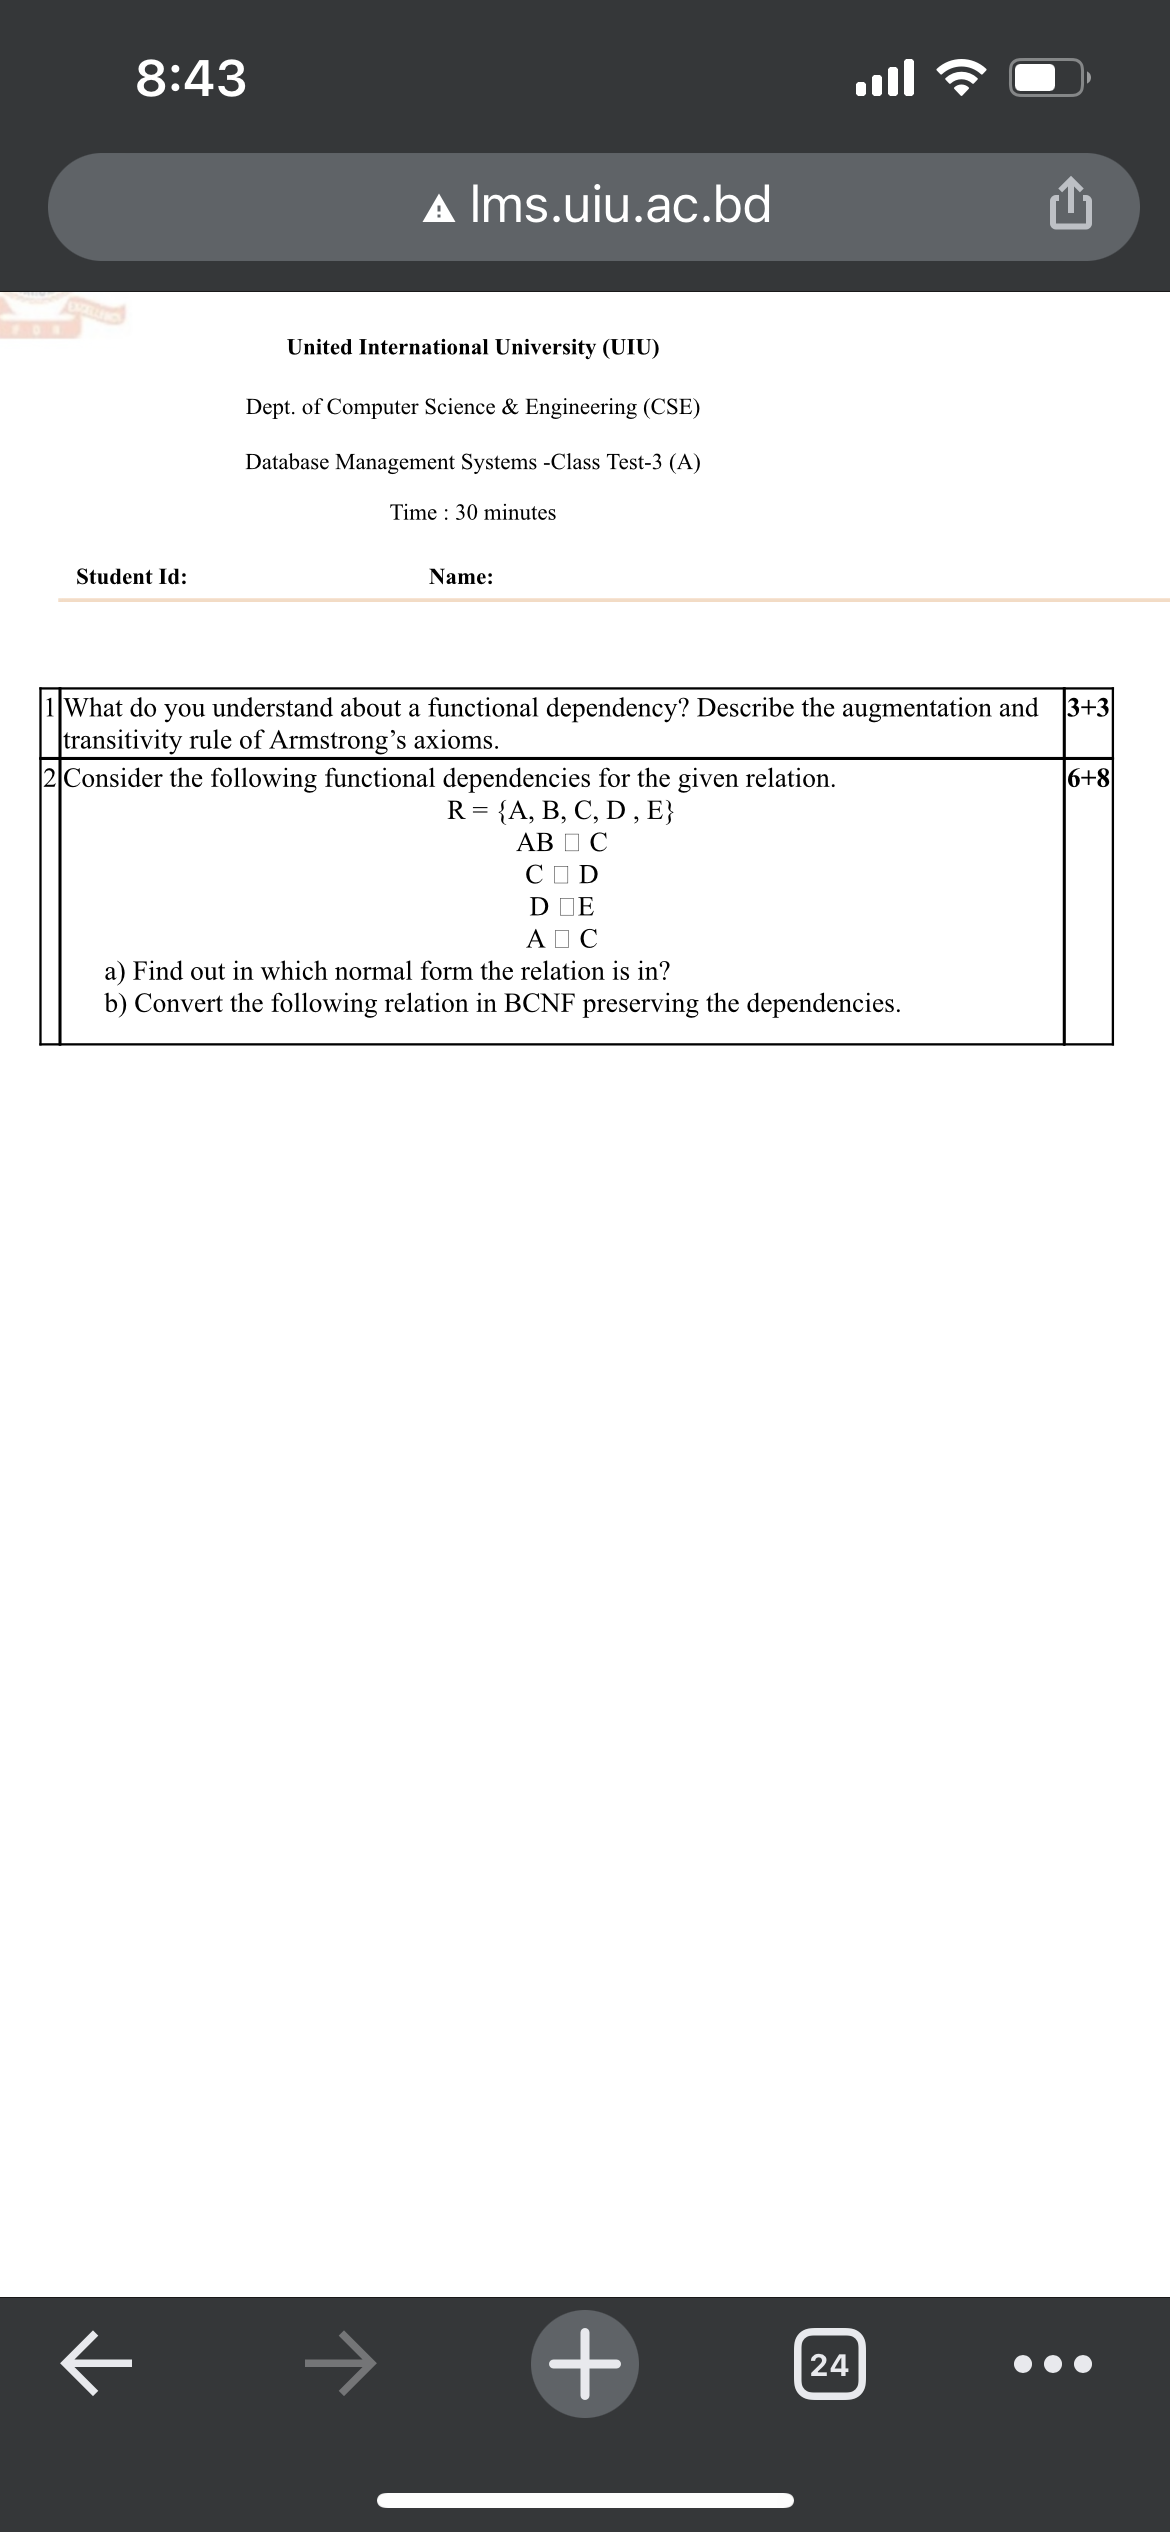 8:43
lms.uiu.ac.bd
EXCELLENCE
FOR
United International University (UIU)
Dept. of Computer Science & Engineering (CSE)
Database Management Systems -Class Test-3 (A)
Time : 30 minutes
Student Id: Name:
1 What do you understand about a functional dependency? Describe the augmentation and 3+3
transitivity rule of Armstrong’s axioms.
2 Consider the following functional dependencies for the given relation. 6+8
R = {A, B, C, D , E}
AB □ C
C □ D
D □E
A □ C
a) Find out in which normal form the relation is in?
b) Convert the following relation in BCNF preserving the dependencies.
24